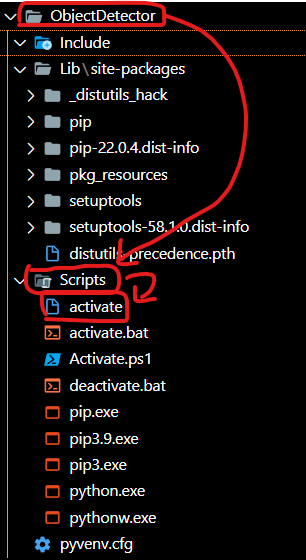 ObjectDetector
Include
Lib\site-packages
_distutils_hack
pip
pip-22.0.4.dist-info
pkg_resources
setuptools
setuptools-58.1.0.dist-info
distutils-precedence.pth
Scripts
activate
activate.bat
Activate.ps1
deactivate.bat
pip.exe
pip3.9.exe
pip3.exe
python.exe
pythonw.exe
pyvenv.cfg